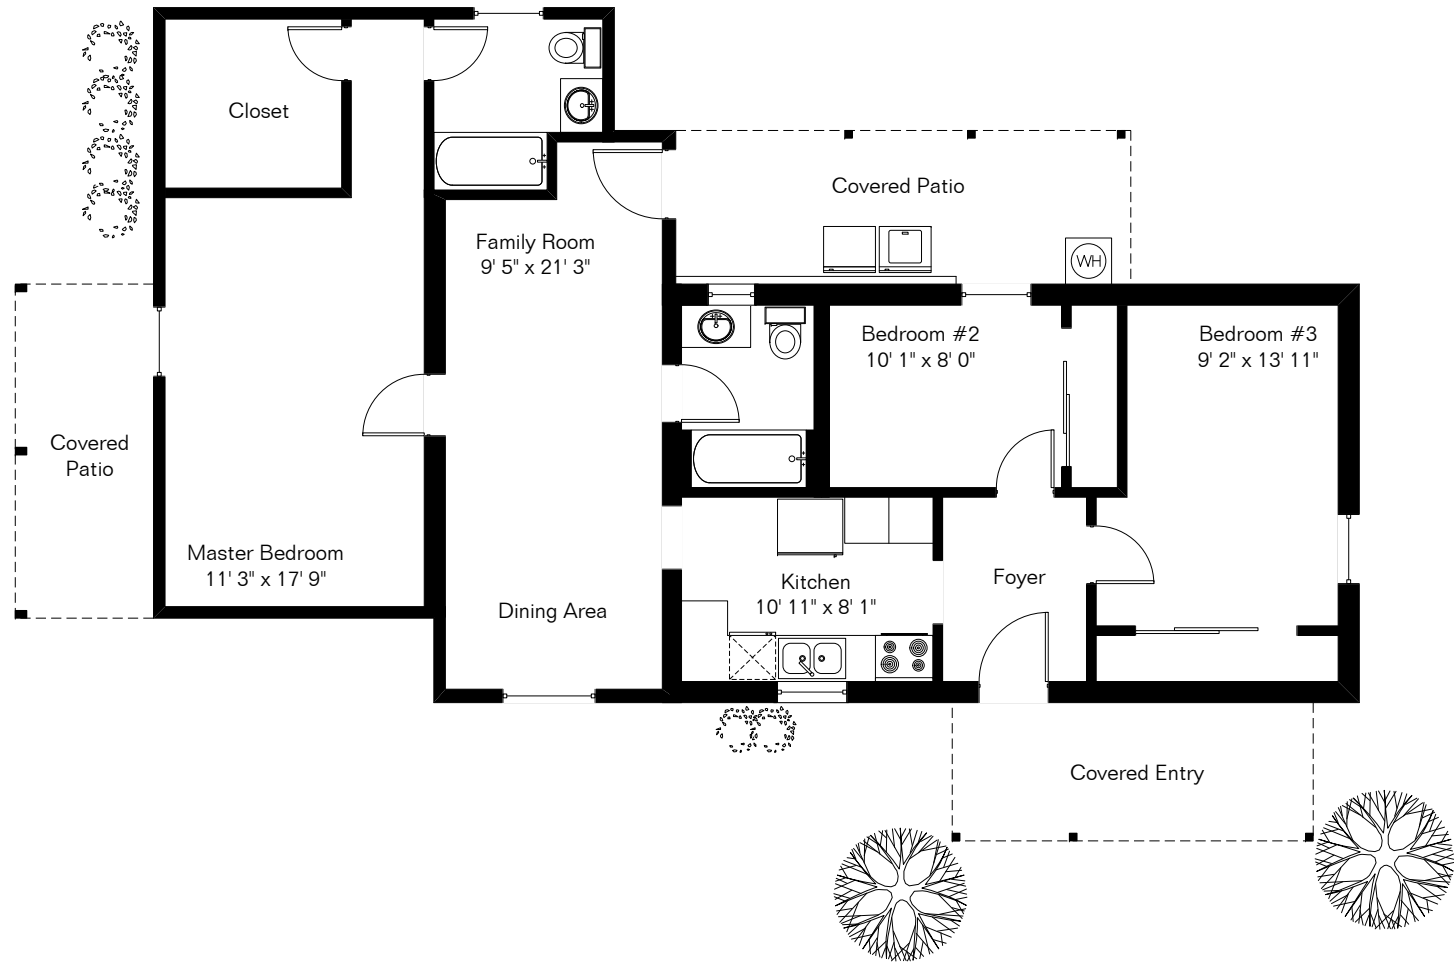 Closet
Covered Patio
Family Room
9' 5" x 21' 3"
WH
Bedroom #2
10' 1" x 8' 0"
Bedroom #3
9' 2" x 13' 11"
Covered
Patio
Master Bedroom
11' 3" x 17' 9"
Dining Area
Kitchen
10' 11" x 8' 1"
Foyer
Covered Entry